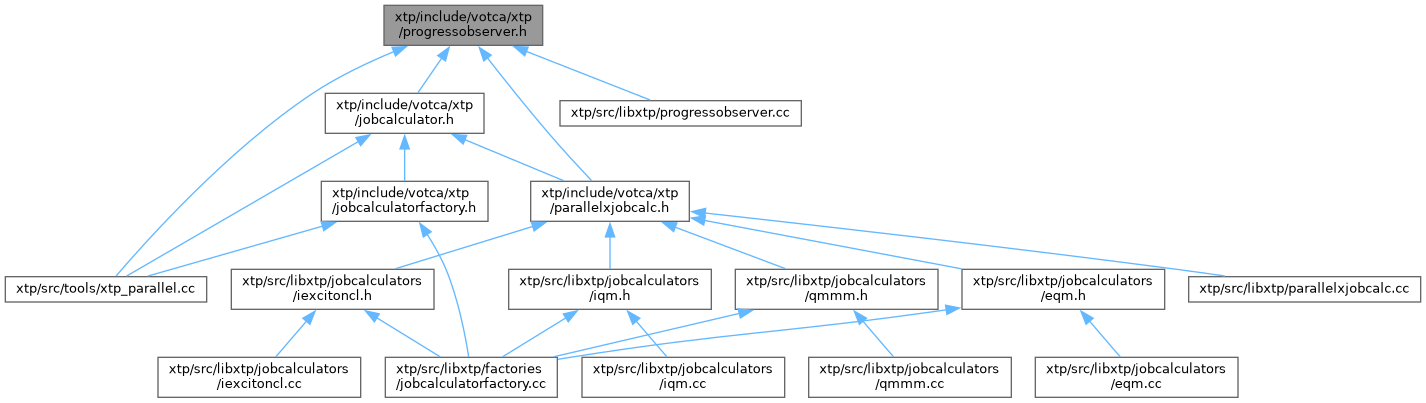 xtp/include/votca/xtp
/progressobserver.h
xtp/include/votca/xtp
/jobcalculator.h
xtp/src/libxtp/progressobserver.cc
xtp/include/votca/xtp
/jobcalculatorfactory.h
xtp/include/votca/xtp
/parallelxjobcalc.h
xtp/src/tools/xtp_parallel.cc
xtp/src/libxtp/jobcalculators
/iexcitoncl.h
xtp/src/libxtp/jobcalculators
/iqm.h
xtp/src/libxtp/jobcalculators
/qmmm.h
xtp/src/libxtp/jobcalculators
/eqm.h
xtp/src/libxtp/parallelxjobcalc.cc
xtp/src/libxtp/jobcalculators
/iexcitoncl.cc
xtp/src/libxtp/factories
/jobcalculatorfactory.cc
xtp/src/libxtp/jobcalculators
/iqm.cc
xtp/src/libxtp/jobcalculators
/qmmm.cc
xtp/src/libxtp/jobcalculators
/eqm.cc